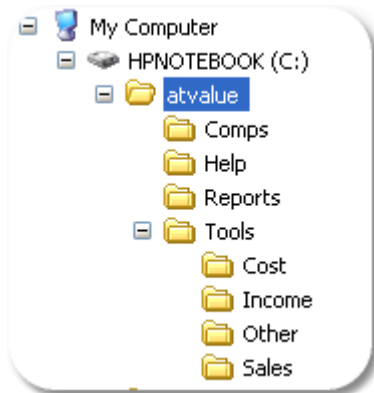 My Computer
HPNOTEBOOK (C:)
atvalue
Comps
Help
Reports
Tools
Cost
Income
Other
Sales